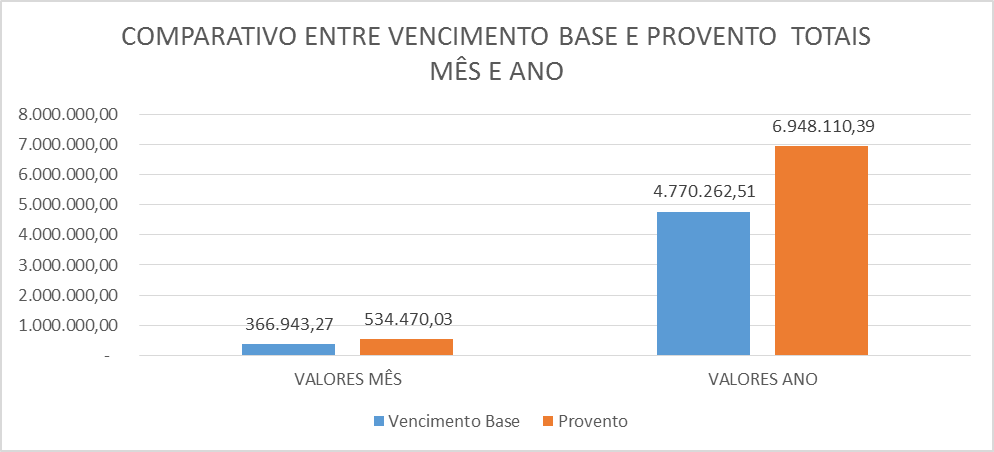 COMPARATIVO ENTRE VENCIMENTO BASE E PROVENTO TOTAIS
MÊS E ANO
8.000.000,00
7.000.000,00
6.000.000,00
5.000.000,00
4.000.000,00
3.000.000,00
2.000.000,00
1.000.000,00
-
366.943,27
534.470,03
4.770.262,51
6.948.110,39
VALORES MÊS
VALORES ANO
Vencimento Base
Provento